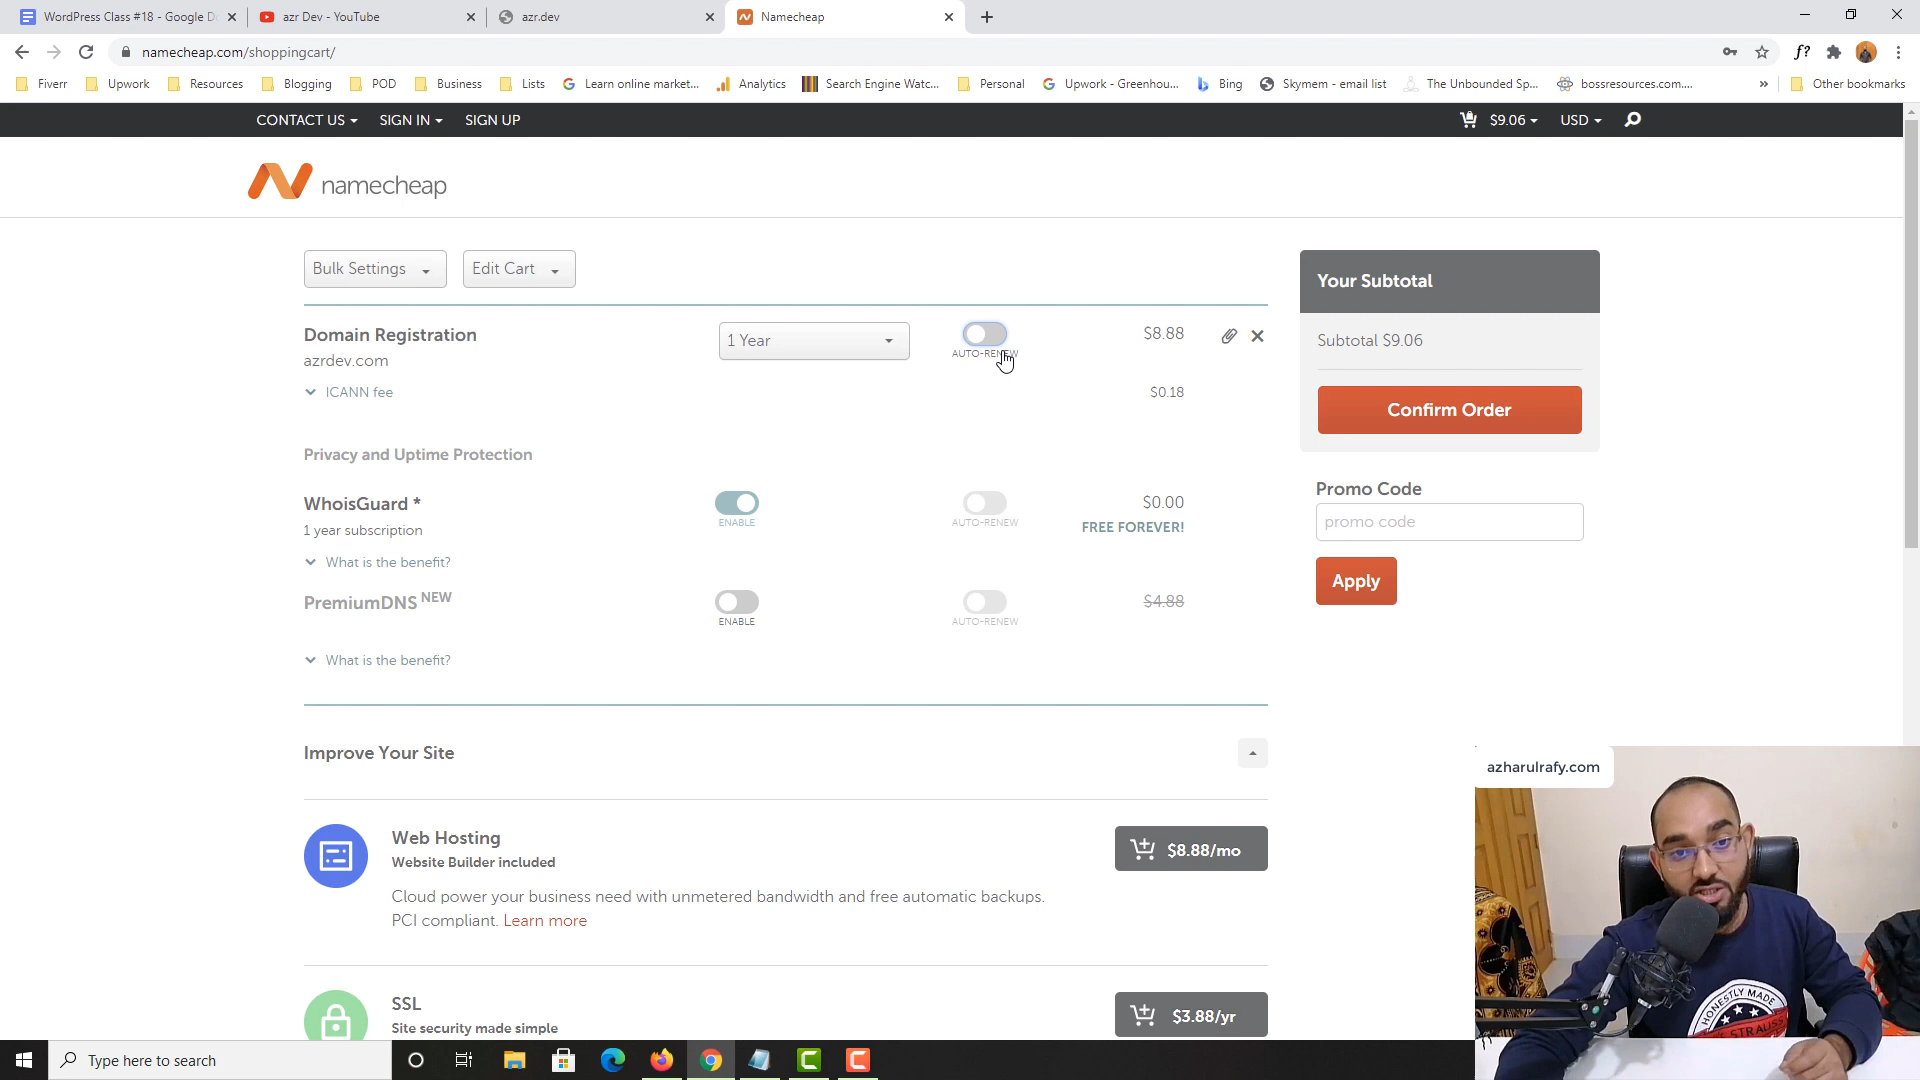 WordPress Class #18 - Google D
azr Dev - YouTube
azr.dev
Namecheap
namecheap.com/shoppingcart/
f?
Fiverr
Upwork
Resources
Blogging
POD
Business
Lists
Learn online market...
Analytics
Search Engine Watc...
Personal
Upwork - Greenhou...
Bing
Skymem - email list
The Unbounded Sp...
bossresources.com....
»
Other bookmarks
CONTACT US
SIGN IN
SIGN UP
$9.06
USD
namecheap
Bulk Settings
Edit Cart
Your Subtotal
Domain Registration
1 Year
$8.88
Subtotal $9.06
AUTO-RENEW
azrdev.com
ICANN fee
$0.18
Confirm Order
Privacy and Uptime Protection
Promo Code
WhoisGuard *
$0.00
promo code
ENABLE
AUTO-RENEW
1 year subscription
FREE FOREVER!
What is the benefit?
Apply
PremiumDNS NEW
$4.88
ENABLE
AUTO-RENEW
What is the benefit?
Improve Your Site
azharulrafy.com
Web Hosting
Website Builder included
$8.88/mo
Cloud power your business need with unmetered bandwidth and free automatic backups.
PCI compliant. Learn more
SSL
Site security made simple
$3.88/yr
HONESTLY MADE
STRAUSS
Type here to search